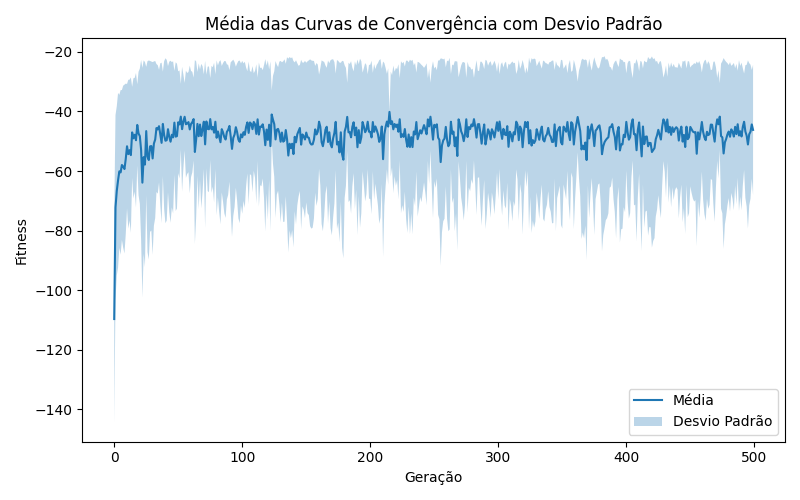 Média das Curvas de Convergência com Desvio Padrão
Fitness
−20
−40
−60
−80
−100
−120
−140
0 100 200 300 400 500
Geração
Média
Desvio Padrão